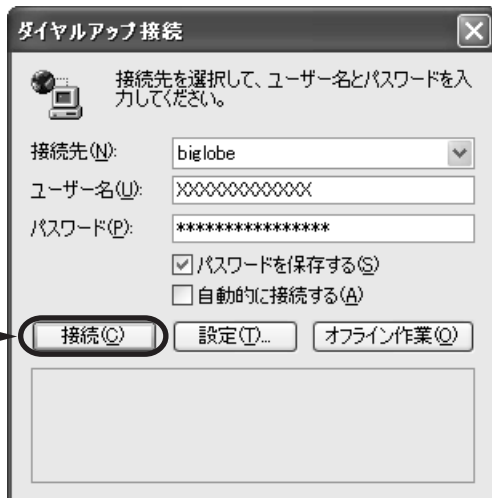 ダイヤルアップ接続
接続先を選択して、ユーザー名とパスワードを入
力してください。
接続先(N): biglobe
ユーザー名(U): XXXXXXXXXXXX
パスワード(P): ****************
パスワードを保存する(S)
自動的に接続する(A)
接続(C) 設定(T)... オフライン作業(O)